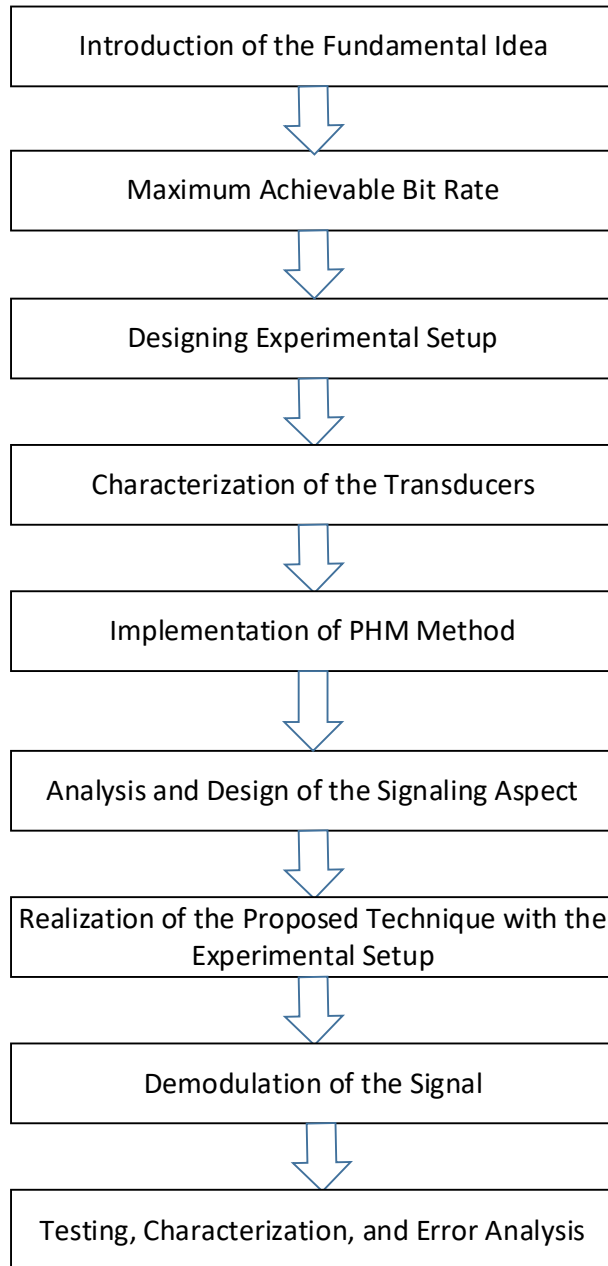 Introduction of the Fundamental Idea
Maximum Achievable Bit Rate
Designing Experimental Setup
Characterization of the Transducers
Implementation of PHM Method
Analysis and Design of the Signaling Aspect
Realization of the Proposed Technique with the
Experimental Setup
Demodulation of the Signal
Testing, Characterization, and Error Analysis